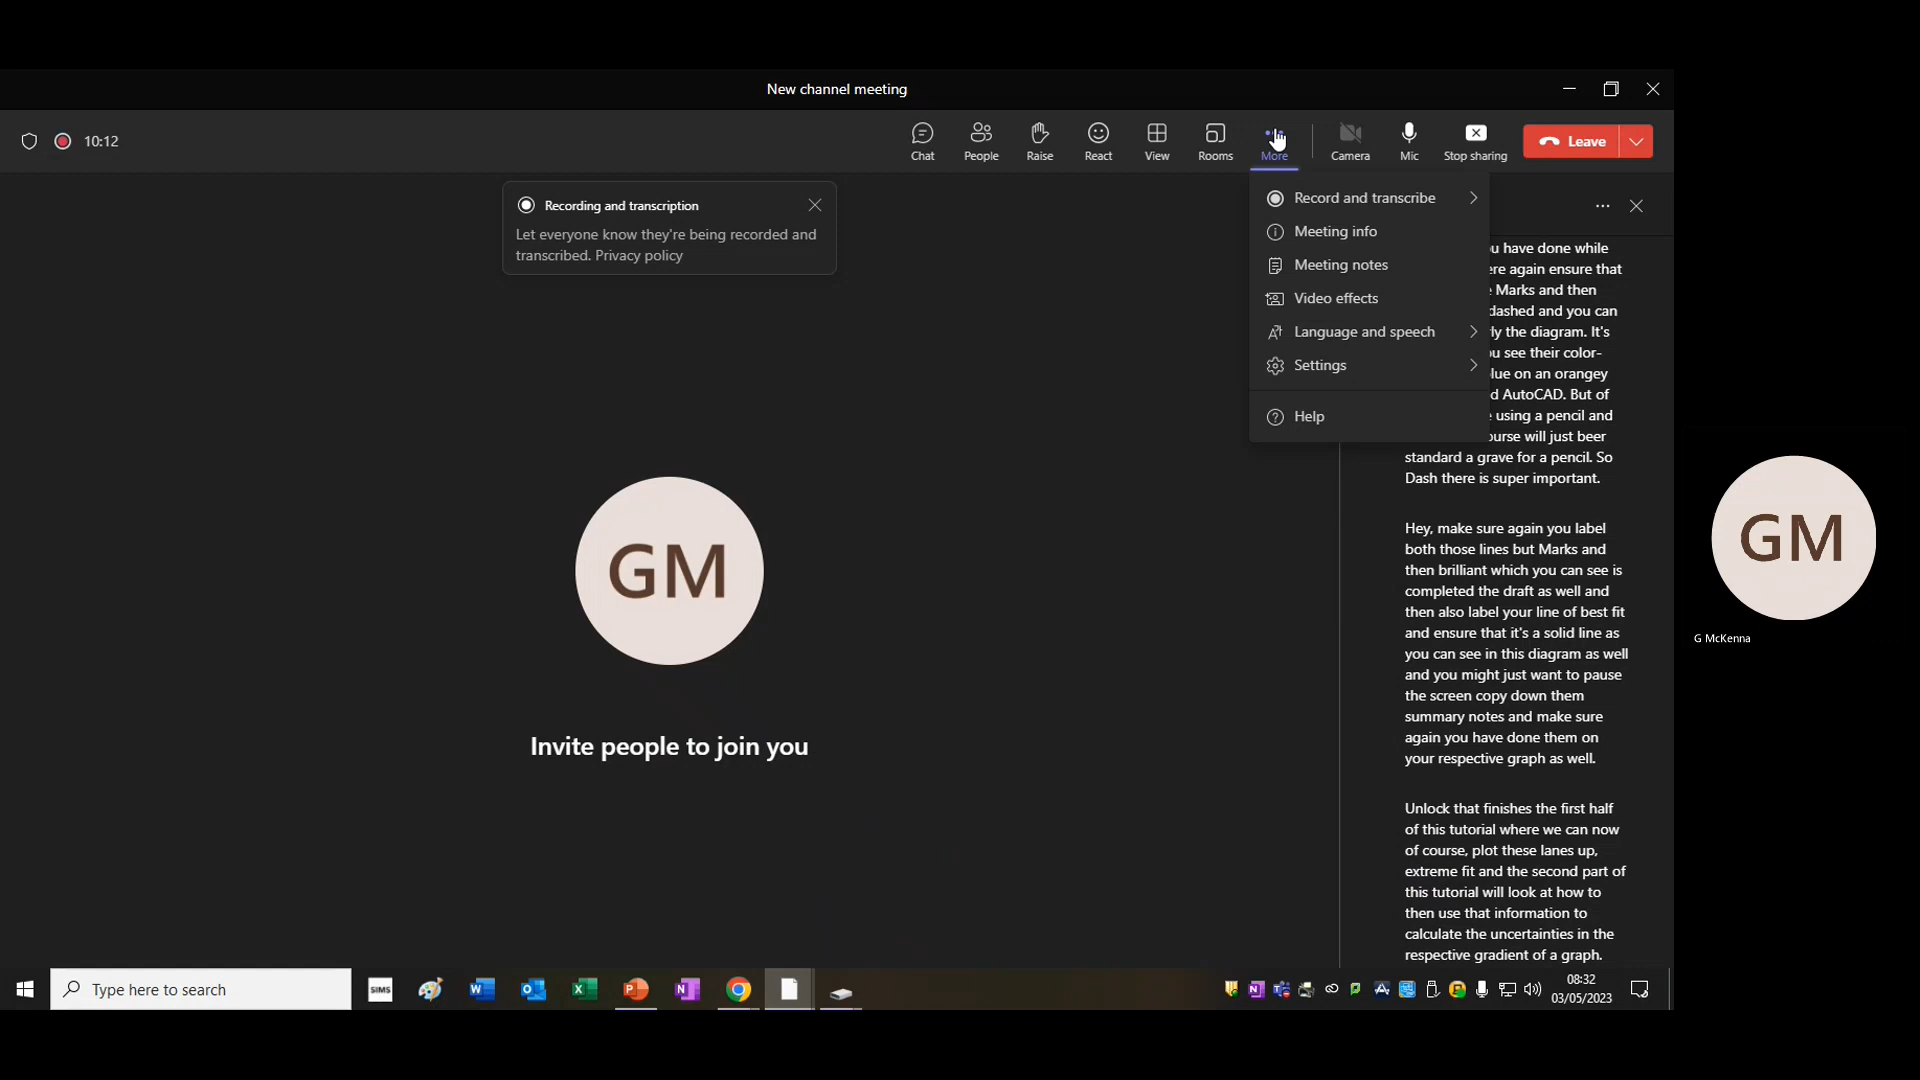 New channel meeting
10:12
Chat
People
Raise
React
View
Rooms
More
Camera
Mic
Stop sharing
Leave
Recording and transcription
Let everyone know they're being recorded and
transcribed. Privacy policy
Record and transcribe
Meeting info
Meeting notes
Video effects
Language and speech
Settings
Help
u have done while
ere again ensure that
Marks and then
dashed and you can
ly the diagram. It's
u see their color-
lue on an orangey
d AutoCAD. But of
using a pencil and
ourse will just beer
standard a grave for a pencil. So
Dash there is super important.
Hey, make sure again you label
both those lines but Marks and
then brilliant which you can see is
completed the draft as well and
then also label your line of best fit
and ensure that it's a solid line as
you can see in this diagram as well
and you might just want to pause
the screen copy down them
summary notes and make sure
again you have done them on
your respective graph as well.
Unlock that finishes the first half
of this tutorial where we can now
of course, plot these lanes up,
extreme fit and the second part of
this tutorial will look at how to
then use that information to
calculate the uncertainties in the
respective gradient of a graph.
GM
Invite people to join you
GM
G McKenna
Type here to search
SIMS
08:32
03/05/2023